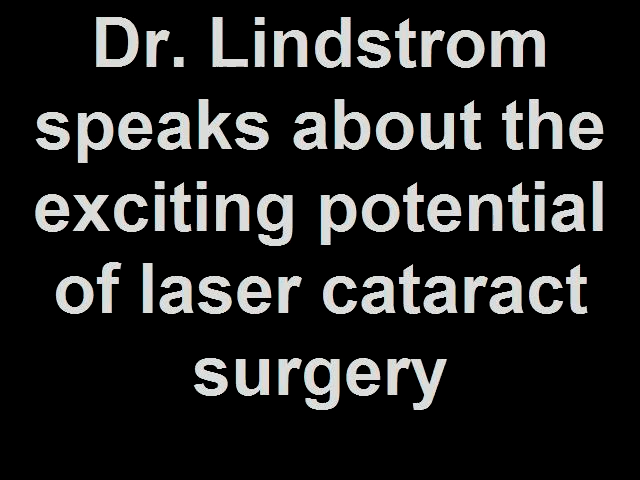 Dr. Lindstrom
speaks about the
exciting potential
of laser cataract
surgery